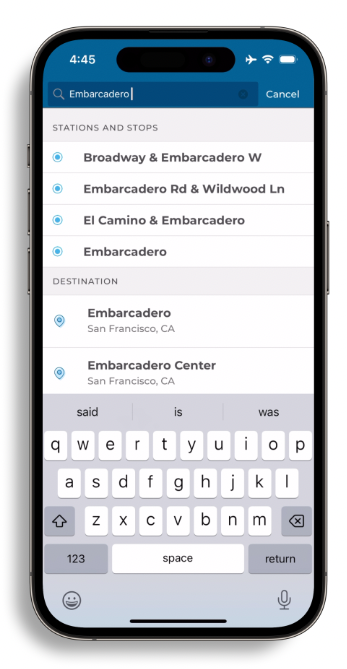 4:45
Embarcadero
Cancel
STATIONS AND STOPS
Broadway & Embarcadero W
Embarcadero Rd & Wildwood Ln
El Camino & Embarcadero
Embarcadero
DESTINATION
Embarcadero
San Francisco, CA
Embarcadero Center
San Francisco, CA
said is was
q w e r t y u i o p
a s d f g h j k l
z x c v b n m
123 space return